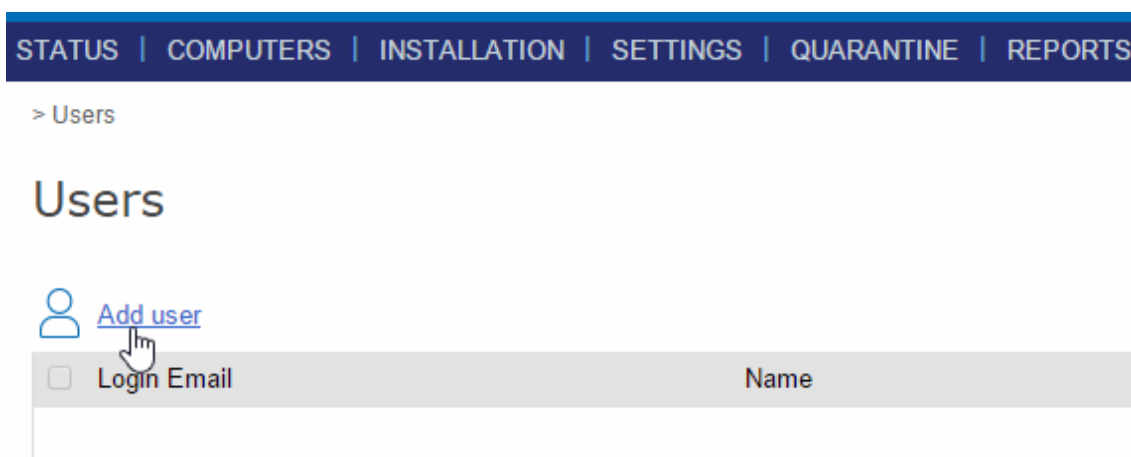 STATUS | COMPUTERS | INSTALLATION | SETTINGS | QUARANTINE | REPORTS
> Users
Users
Add user
Login Email Name